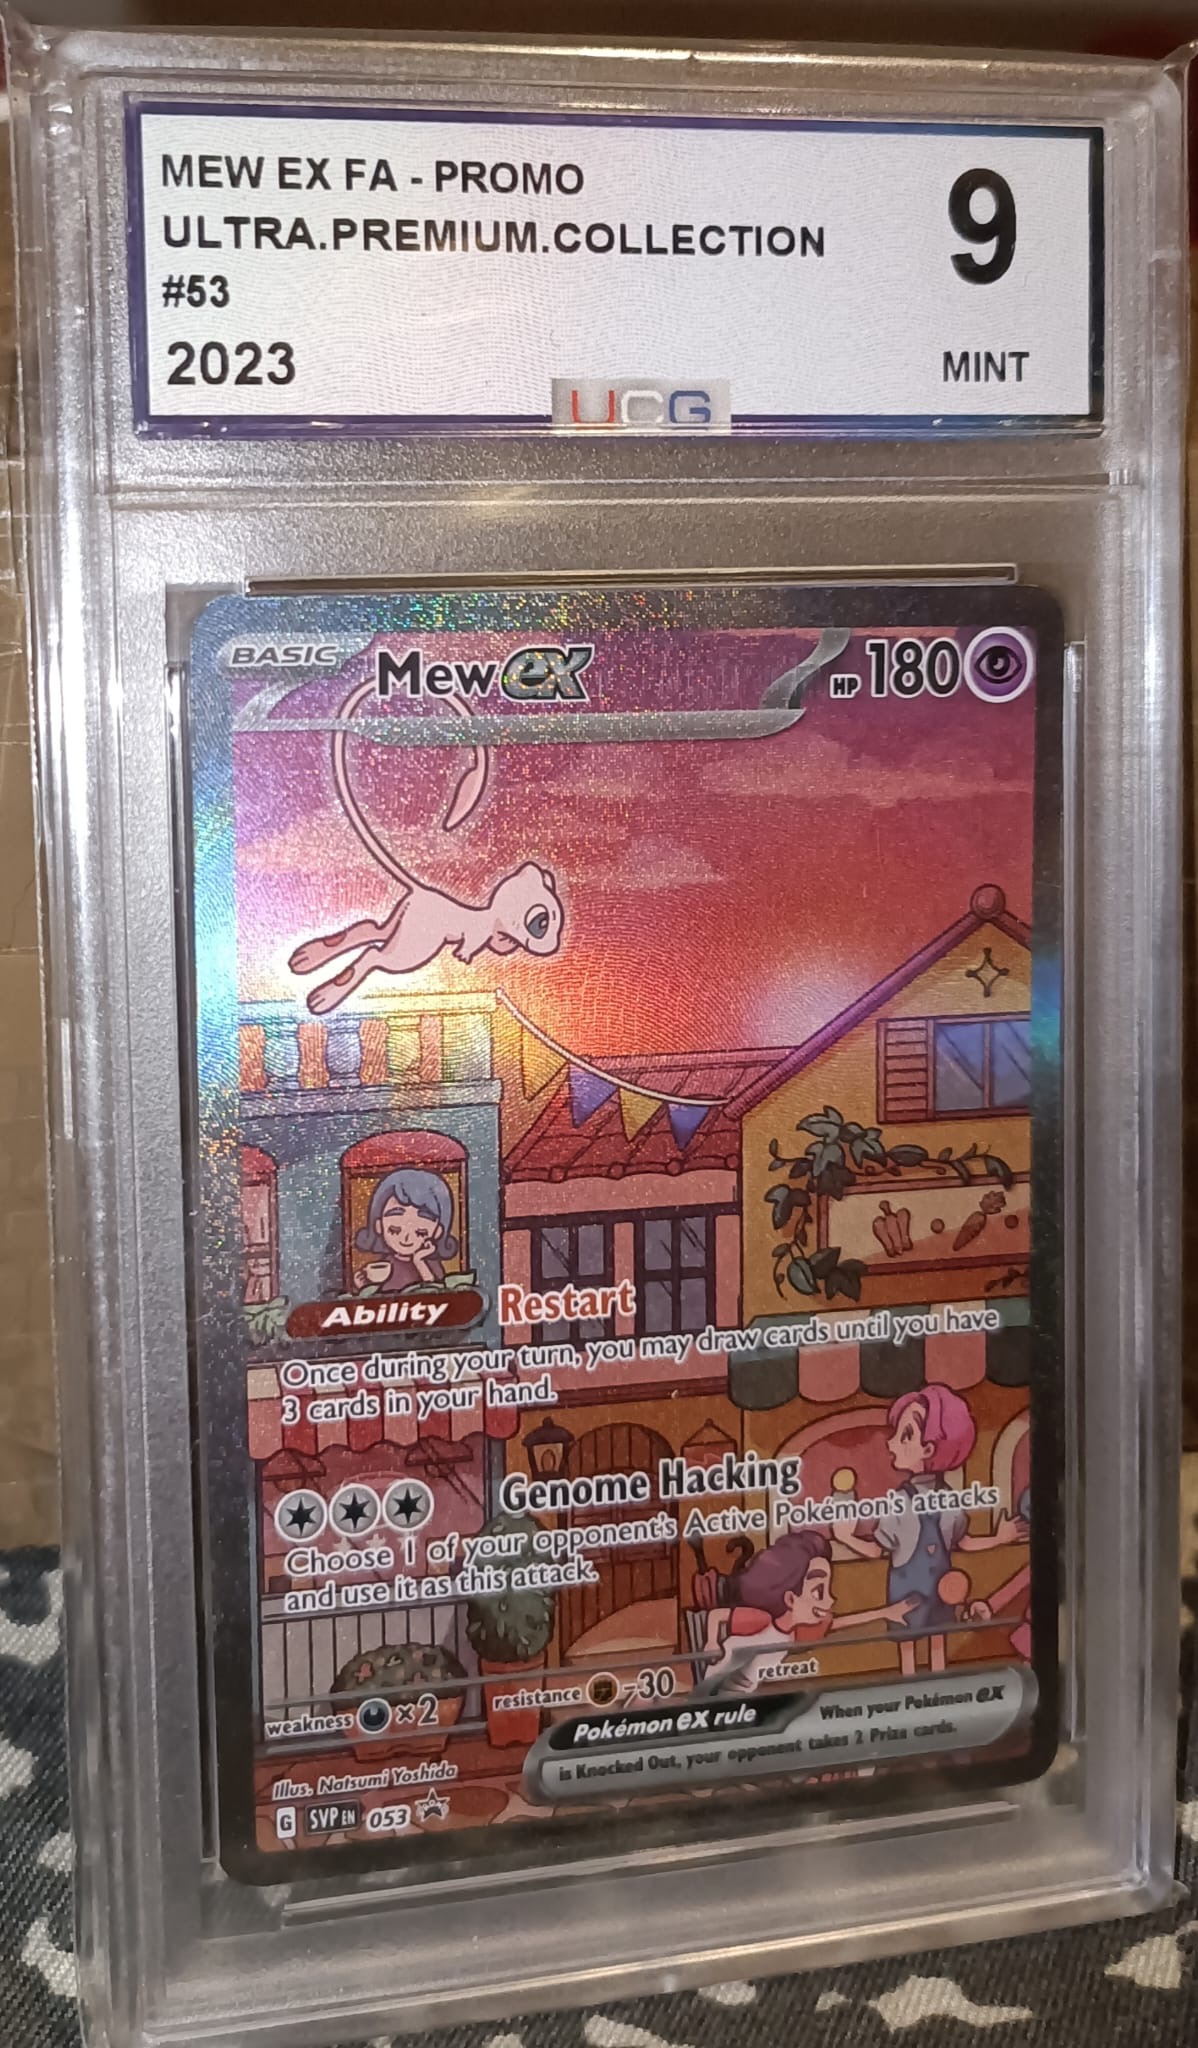 MEW EX FA - PROMO
ULTRA.PREMIUM.COLLECTION
#53
2023
9
MINT
UCG
BASIC
Mew ex
HP 180
Ability Restart
Once during your turn, you may draw cards until you have
3 cards in your hand.
Genome Hacking
Choose 1 of your opponent's Active Pokémon's attacks
and use it as this attack.
weakness ×2
resistance -30
retreat
Pokémon ex rule
When your Pokémon ex
is Knocked Out, your opponent takes 2 Prize cards.
Illus. Natsumi Yoshida
G SVP EN 053